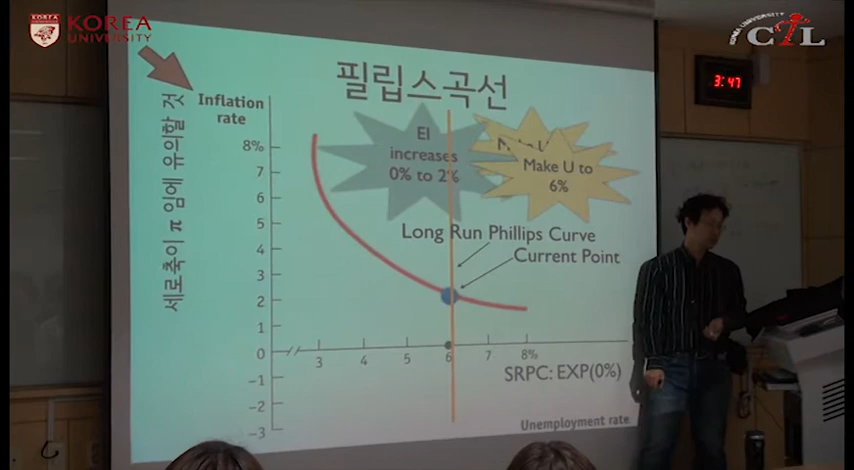 KOREA
UNIVERSITY
KOREA UNIVERSITY
CTL
3:47
필립스곡선
Inflation
rate
세로축이 π 임에 유의할 것
EI
increases
0% to 2%
Make U to
6%
Long Run Phillips Curve
Current Point
8%
7
6
5
4
3
2
1
0
-1
-2
-3
3 4 5 6 7 8%
SRPC: EXP(0%)
Unemployment rate